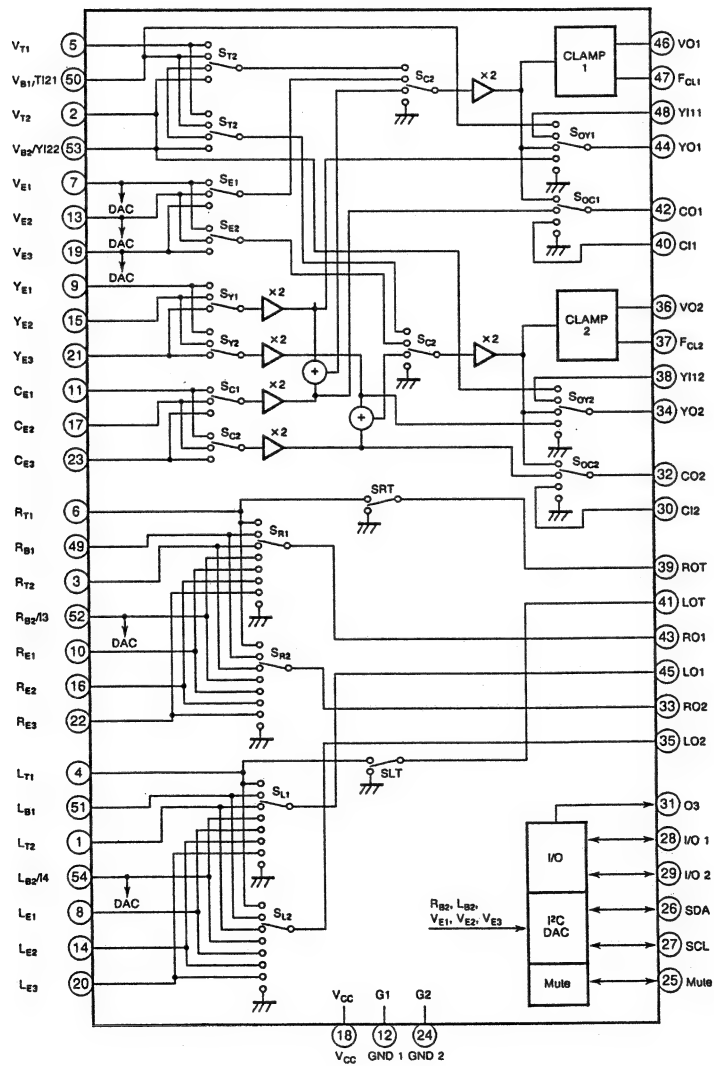 VT1 5
VB1,TI21 50
VT2 2
VB2/YI22 53
VE1 7
VE2 13
VE3 19
YE1 9
YE2 15
YE3 21
CE1 11
CE2 17
CE3 23
RT1 6
RB1 49
RT2 3
RB2/I3 52
RE1 10
RE2 16
RE3 22
LT1 4
LB1 51
LT2 1
LB2/I4 54
LE1 8
LE2 14
LE3 20
DAC
DAC
DAC
DAC
DAC
ST2
ST2
SE1
SE2
SY1
SY2
SC1
SC2
×2
×2
×2
×2
+
+
SC2
×2
SC2
×2
CLAMP 1
CLAMP 2
SOY1
SOC1
SOY2
SOC2
SRT
SR1
SR2
SLT
SL1
SL2
46 VO1
47 FCL1
48 YI11
44 YO1
42 CO1
40 CI1
36 VO2
37 FCL2
38 YI12
34 YO2
32 CO2
30 CI2
39 ROT
41 LOT
43 RO1
45 LO1
33 RO2
35 LO2
31 O3
28 I/O 1
29 I/O 2
26 SDA
27 SCL
25 Mute
I/O
I²C
DAC
Mute
RB2, LB2,
VE1, VE2, VE3
VCC G1 G2
18 12 24
VCC GND 1 GND 2